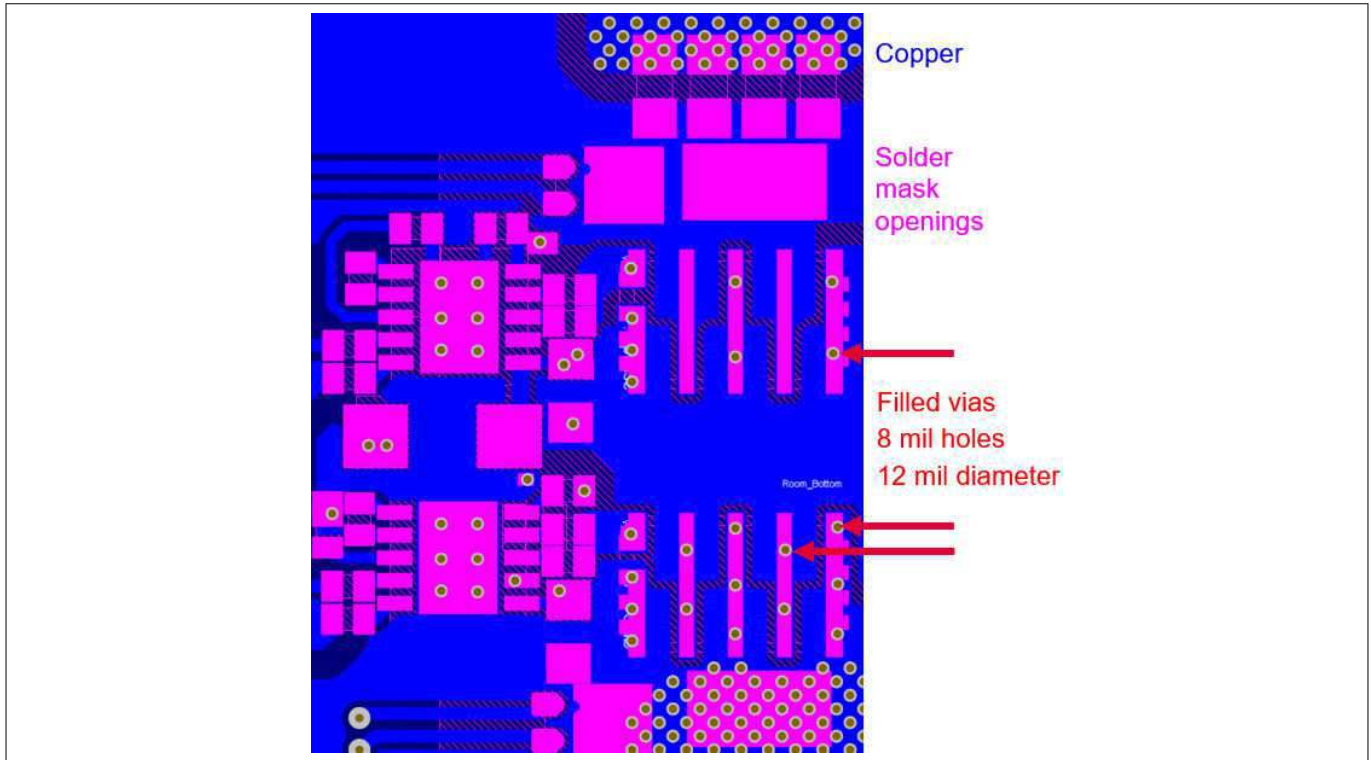 Copper
Solder
mask
openings
Filled vias
8 mil holes
12 mil diameter
Room_Bottom